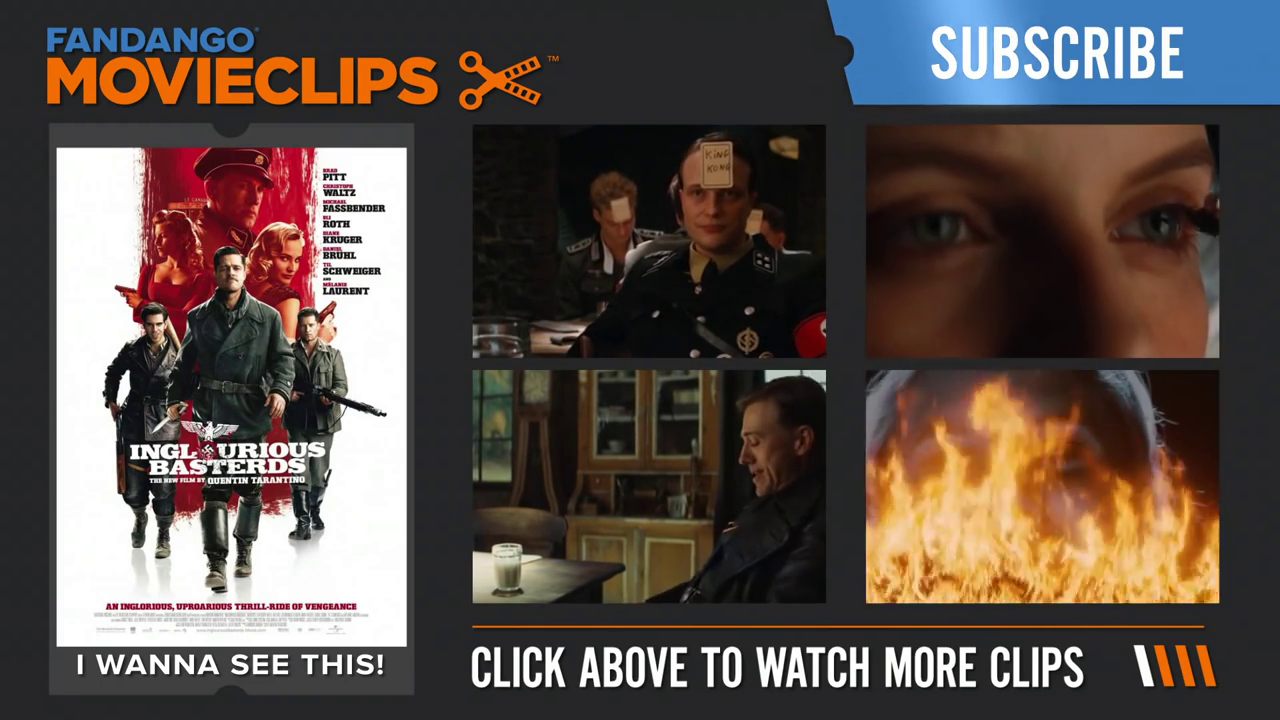 FANDANGO
MOVIECLIPS ™
SUBSCRIBE
KiNG
KONG
BRAD
PITT
CHRISTOPH
WALTZ
MICHAEL
FASSBENDER
ELI
ROTH
DIANE
KRUGER
DANIEL
BRÜHL
TIL
SCHWEIGER
AND
MÉLANIE
LAURENT
INGLOURIOUS
BASTERDS
THE NEW FILM BY QUENTIN TARANTINO
AN INGLORIOUS, UPROARIOUS THRILL-RIDE OF VENGEANCE
I WANNA SEE THIS!
CLICK ABOVE TO WATCH MORE CLIPS